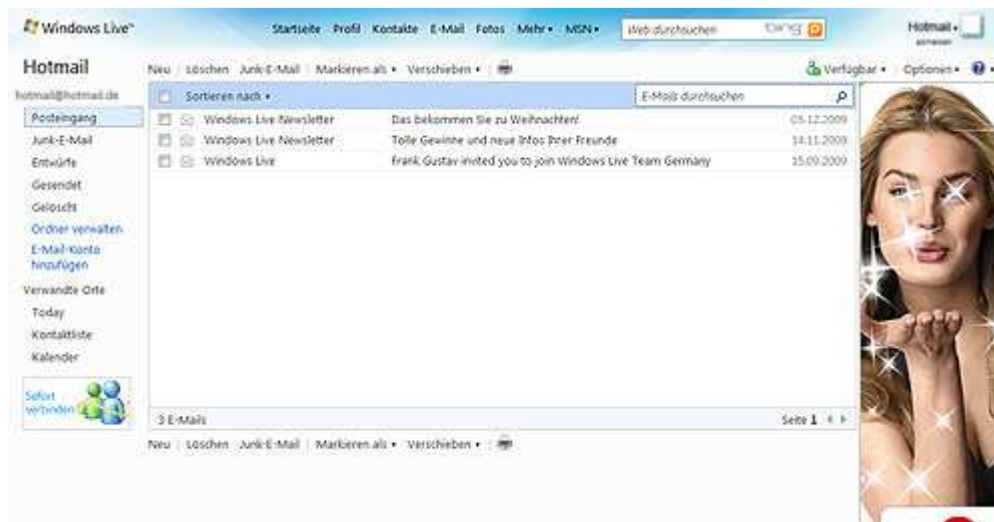 Windows Live™
Startseite Profil Kontakte E-Mail Fotos Mehr MSN
Web durchsuchen
bing
Hotmail
abmelden
Hotmail
Neu Löschen Junk-E-Mail Markieren als Verschieben
Verfügbar Optionen
hotmail@hotmail.de
Sortieren nach
E-Mails durchsuchen
Posteingang
Windows Live Newsletter Das bekommen Sie zu Weihnachten! 05.12.2009
Junk-E-Mail
Windows Live Newsletter Tolle Gewinne und neue Infos Ihrer Freunde 14.11.2009
Entwürfe
Windows Live Frank Gustav invited you to join Windows Live Team Germany 15.09.2009
Gesendet
Gelöscht
Ordner verwalten
E-Mail-Konto
hinzufügen
Verwandte Orte
Today
Kontaktliste
Kalender
Sofort
verbinden
3 E-Mails Seite 1
Neu Löschen Junk-E-Mail Markieren als Verschieben